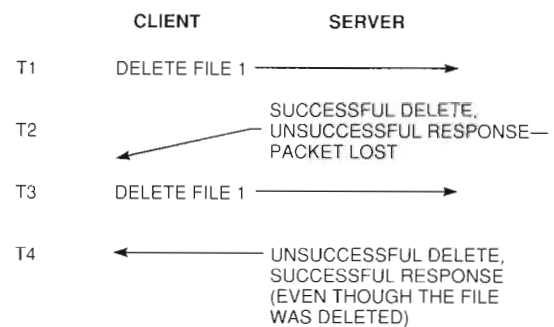 CLIENT SERVER
T1 DELETE FILE 1
T2 SUCCESSFUL DELETE,
UNSUCCESSFUL RESPONSE—
PACKET LOST
T3 DELETE FILE 1
T4 UNSUCCESSFUL DELETE,
SUCCESSFUL RESPONSE
(EVEN THOUGH THE FILE
WAS DELETED)